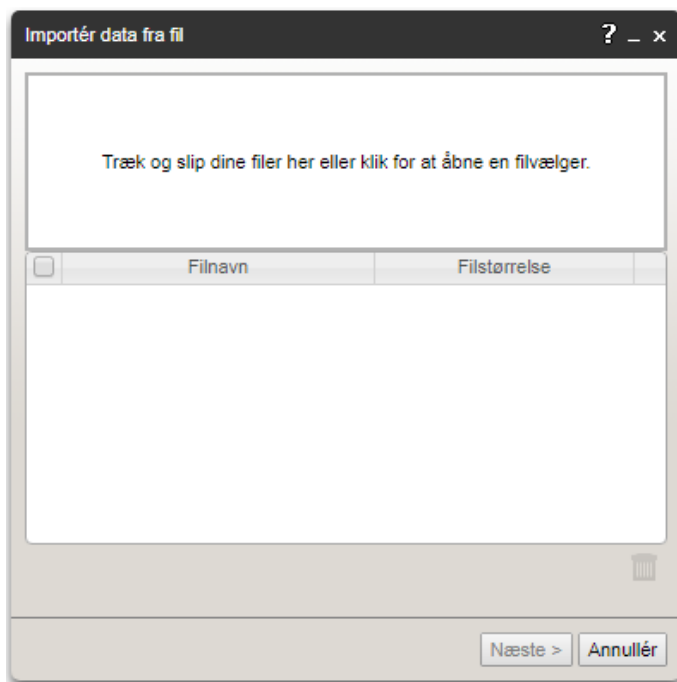 Importér data fra fil ? _ x
Træk og slip dine filer her eller klik for at åbne en filvælger.
Filnavn Filstørrelse
Næste > Annullér